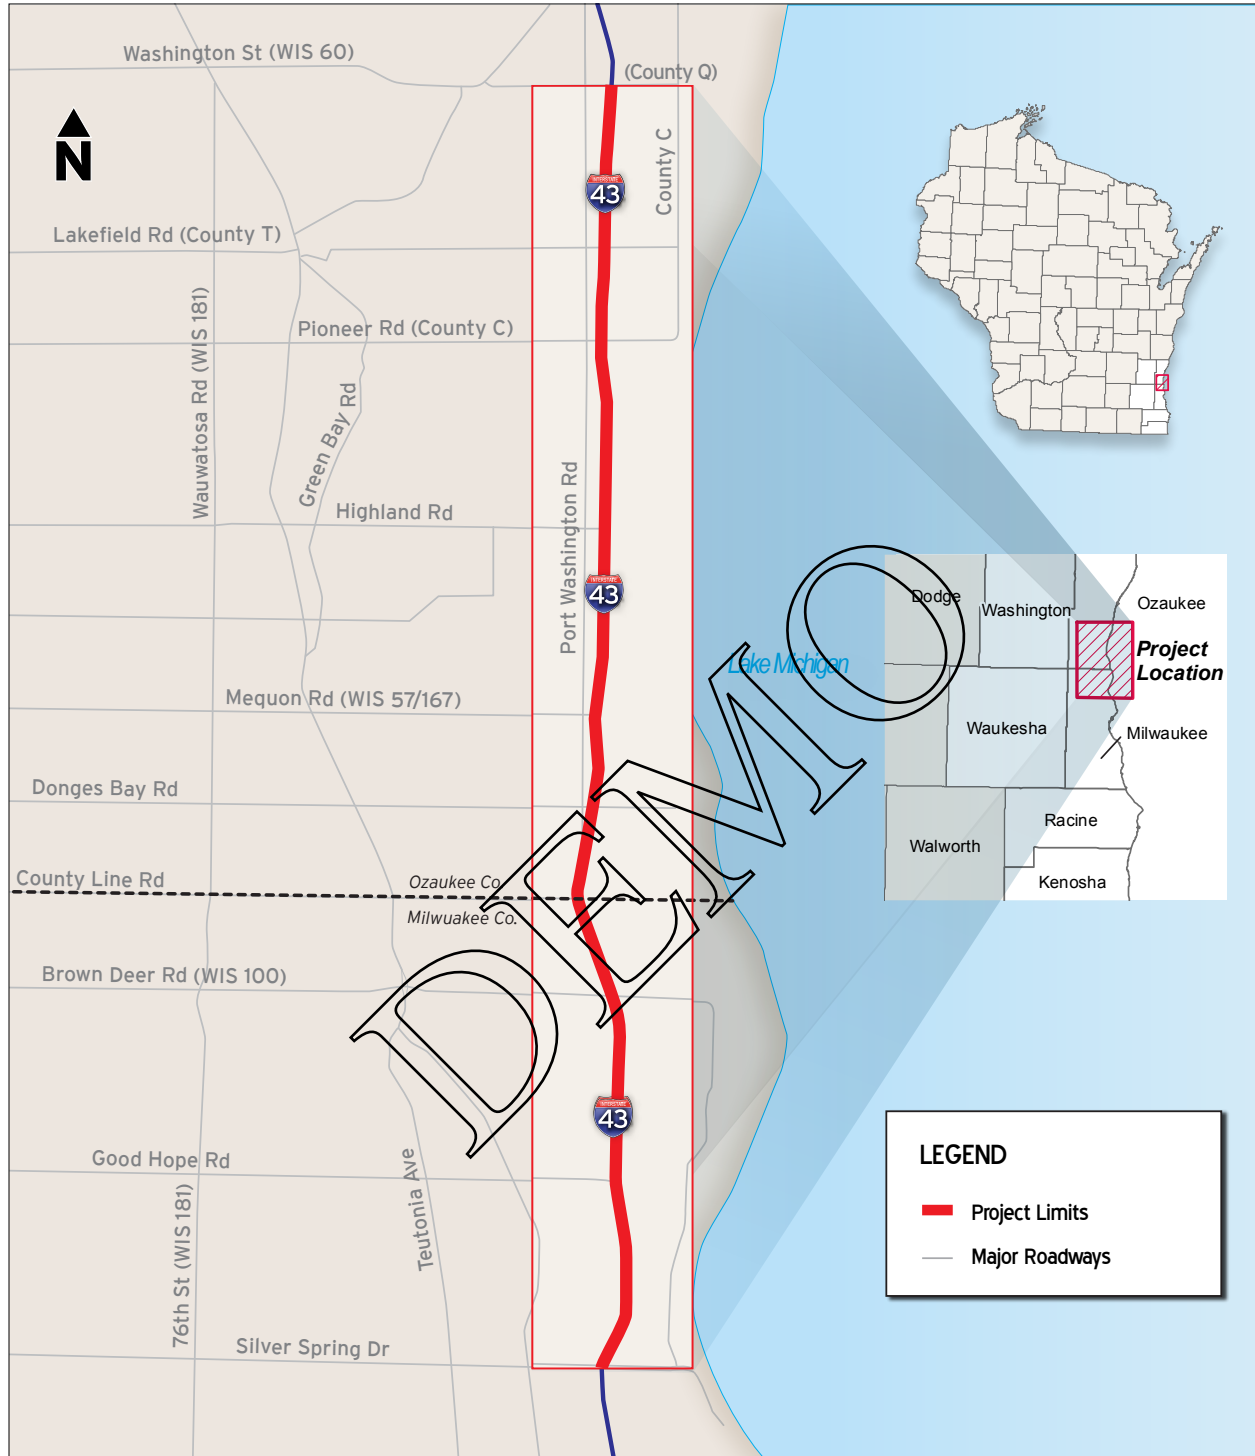 Washington St (WIS 60)
(County Q)
N
INTERSTATE
43
County C
Lakefield Rd (County T)
Wauwatosa Rd (WIS 181)
Pioneer Rd (County C)
Green Bay Rd
Highland Rd
Port Washington Rd
INTERSTATE
43
Dodge
Washington
Ozaukee
Project
Location
Lake Michigan
Mequon Rd (WIS 57/167)
Waukesha
Milwaukee
Donges Bay Rd
Racine
Walworth
Kenosha
County Line Rd
Ozaukee Co.
Milwuakee Co.
DEMO
Brown Deer Rd (WIS 100)
INTERSTATE
43
Good Hope Rd
Teutonia Ave
76th St (WIS 181)
Silver Spring Dr
LEGEND
Project Limits
Major Roadways